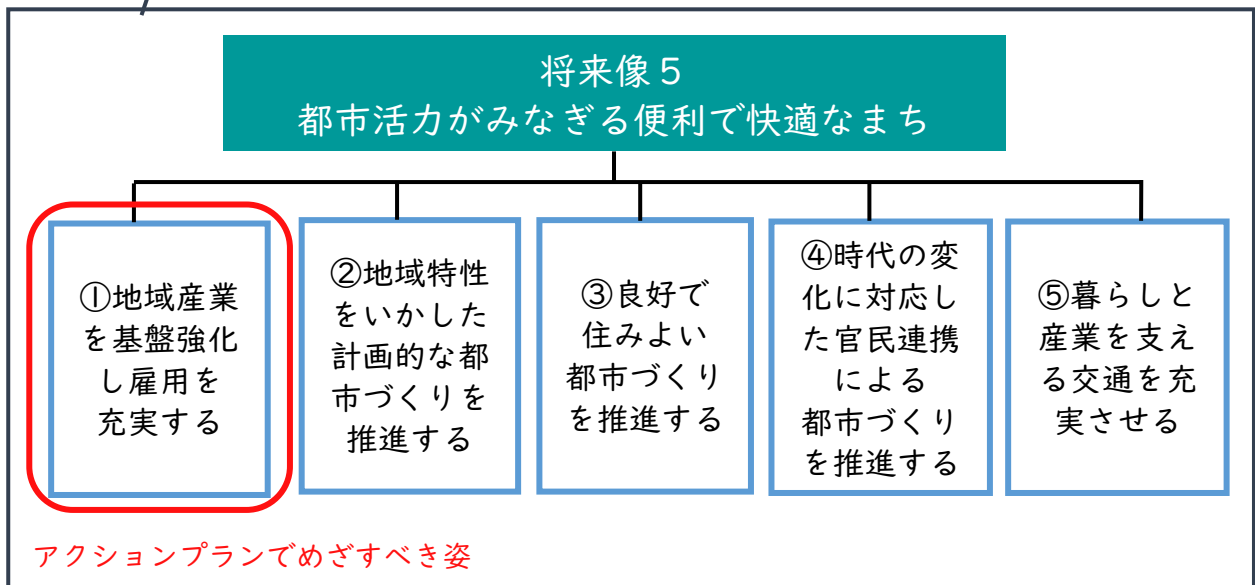 将来像５
都市活力がみなぎる便利で快適なまち
①地域産業
を基盤強化
し雇用を
充実する
②地域特性
をいかした
計画的な都
市づくりを
推進する
③良好で
住みよい
都市づくり
を推進する
④時代の変
化に対応し
た官民連携
による
都市づくり
を推進する
⑤暮らしと
産業を支え
る交通を充
実させる
アクションプランでめざすべき姿